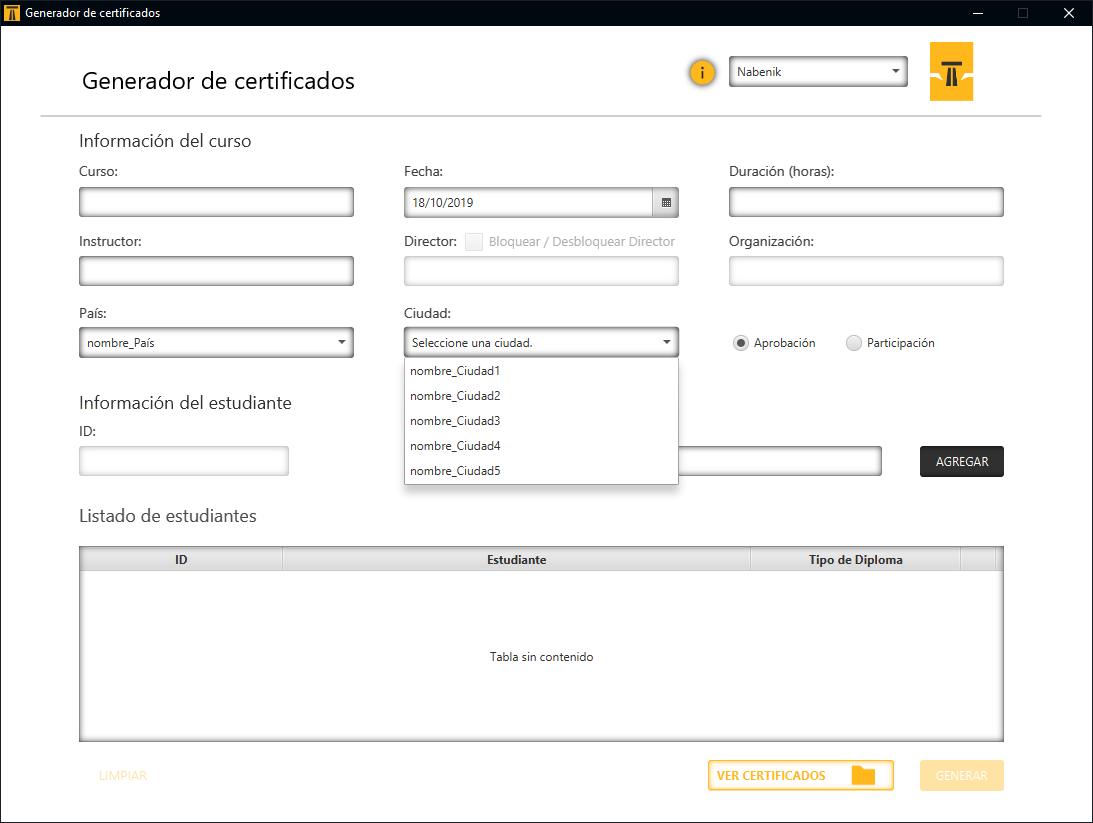 Generador de certificados
Generador de certificados
i
Nabenik
Información del curso
Curso:
Fecha:
Duración (horas):
18/10/2019
Instructor:
Director:
Bloquear / Desbloquear Director
Organización:
País:
Ciudad:
nombre_País
Seleccione una ciudad.
Aprobación
Participación
nombre_Ciudad1
nombre_Ciudad2
nombre_Ciudad3
nombre_Ciudad4
nombre_Ciudad5
Información del estudiante
ID:
AGREGAR
Listado de estudiantes
ID
Estudiante
Tipo de Diploma
Tabla sin contenido
LIMPIAR
VER CERTIFICADOS
GENERAR